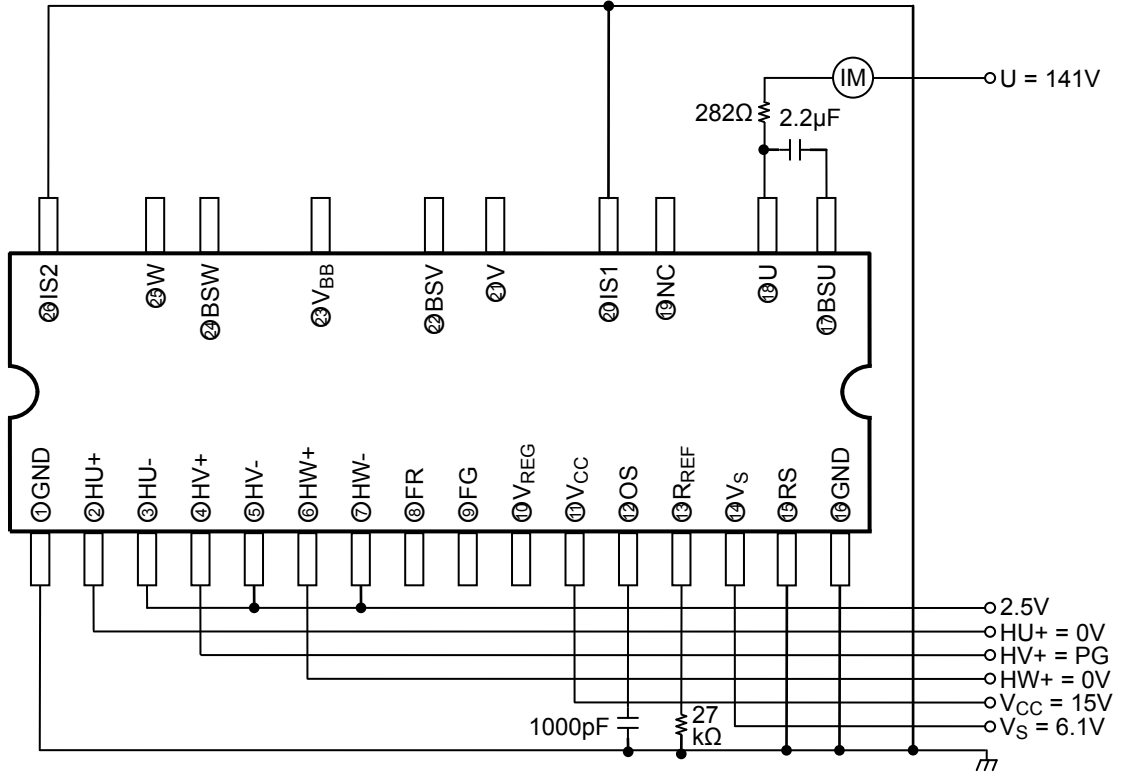 IM
U = 141V
282Ω
2.2μF
㉖IS2
㉕W
㉔BSW
㉓VBB
㉒BSV
㉑V
⑳IS1
⑲NC
⑱U
⑰BSU
①GND
②HU+
③HU-
④HV+
⑤HV-
⑥HW+
⑦HW-
⑧FR
⑨FG
⑩VREG
⑪VCC
⑫OS
⑬RREF
⑭VS
⑮RS
⑯GND
2.5V
HU+ = 0V
HV+ = PG
HW+ = 0V
VCC = 15V
VS = 6.1V
1000pF
27
kΩ